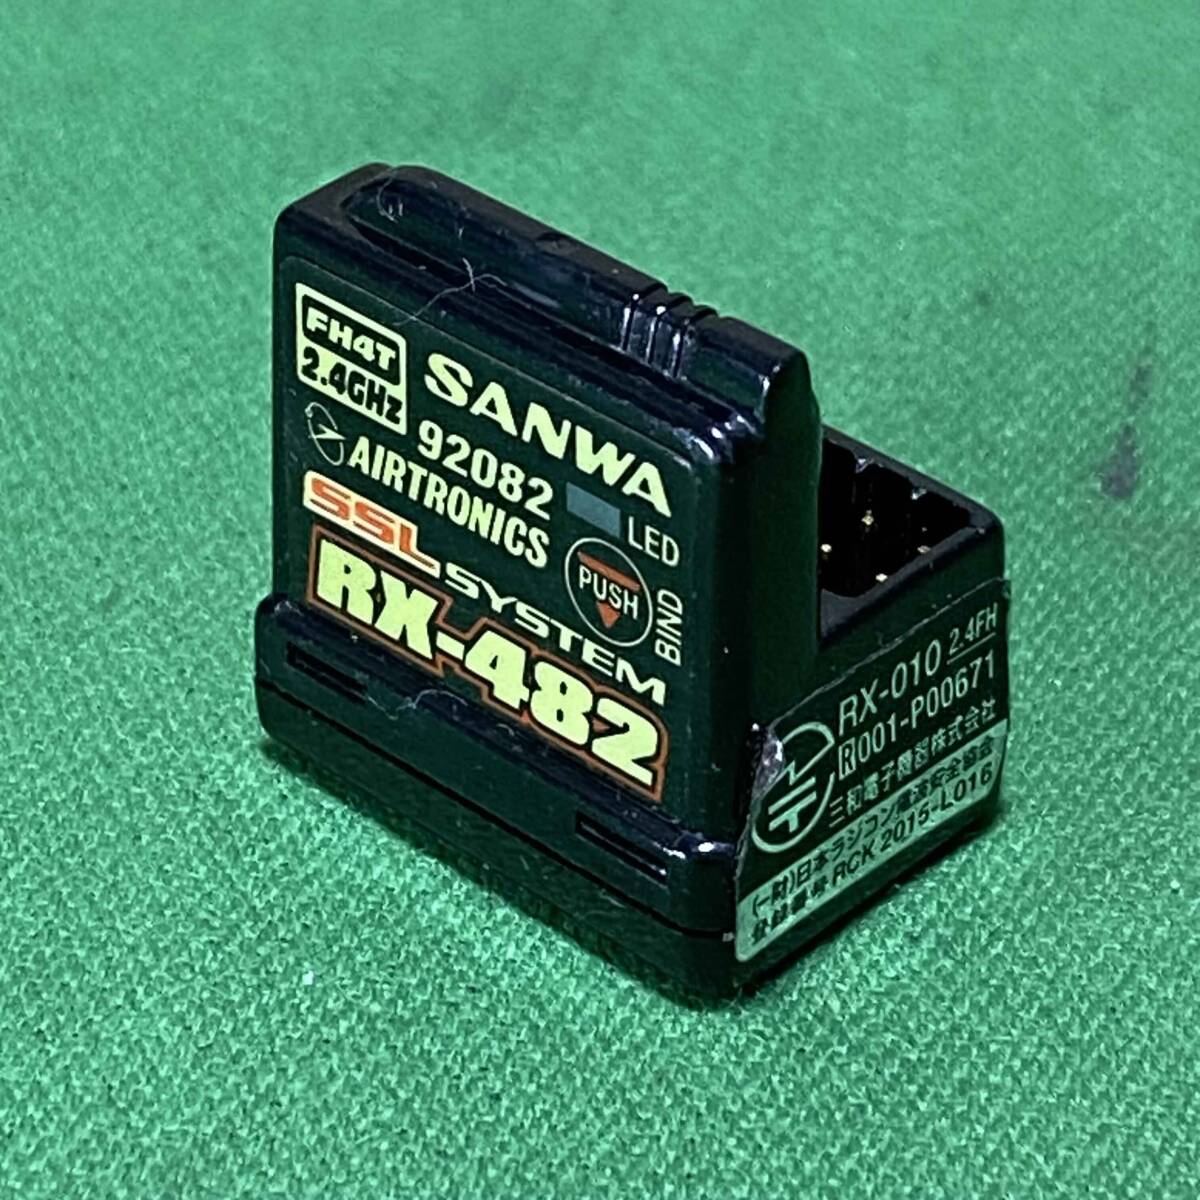 FH4T
2.4GHz
SANWA
92082
AIRTRONICS
LED
PUSH
BIND
SSL SYSTEM
RX-482
RX-010 2.4FH
R 001-P00671
三和電子機器株式会社
(一財)日本ラジコン電波安全協会
登録番号 RCK 2015-L016